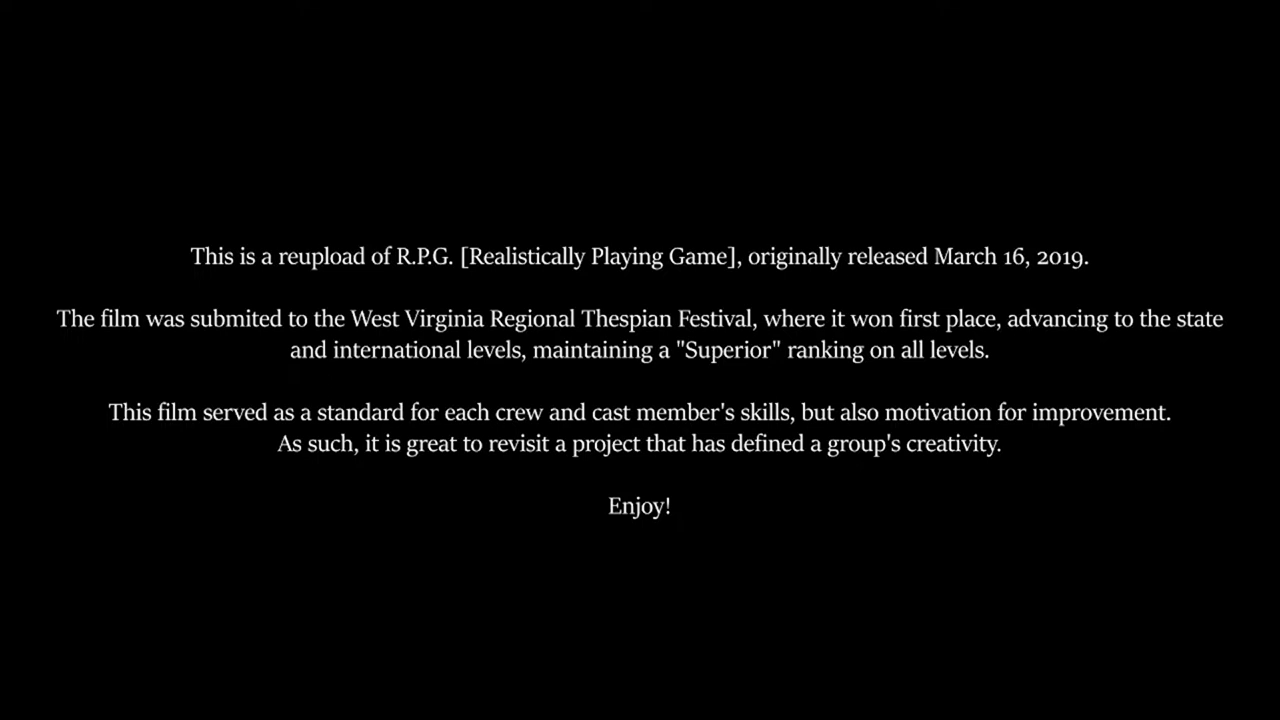 This is a reupload of R.P.G. [Realistically Playing Game], originally released March 16, 2019.
The film was submited to the West Virginia Regional Thespian Festival, where it won first place, advancing to the state
and international levels, maintaining a "Superior" ranking on all levels.
This film served as a standard for each crew and cast member's skills, but also motivation for improvement.
As such, it is great to revisit a project that has defined a group's creativity.
Enjoy!